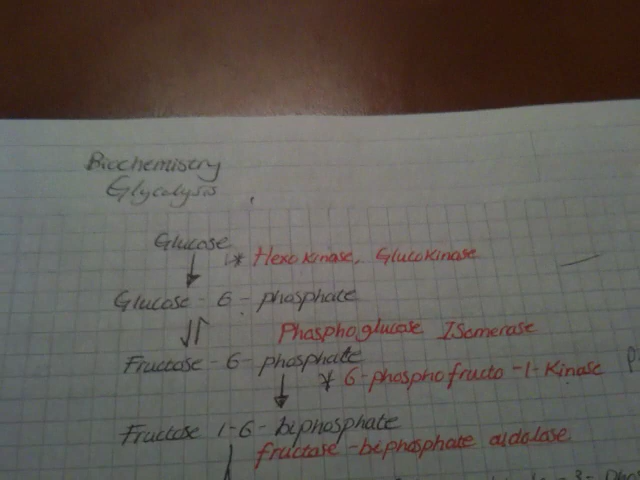 Biochemistry
Glycolysis
Glucose
* Hexokinase, Glucokinase
Glucose - 6 - phosphate
Phosphoglucose Isomerase
Fructose - 6 - phosphate
* 6-phosphofructo-1-Kinase
Fructose 1-6-biphosphate
fructose-biphosphate aldolase